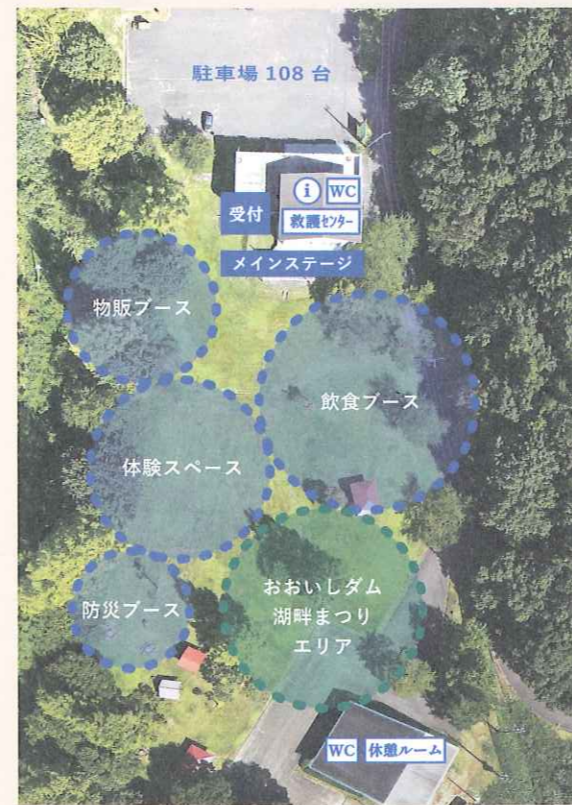 駐車場 108 台
i WC
受付
救護センター
メインステージ
物販ブース
飲食ブース
体験スペース
おおいしダム
湖畔まつり
エリア
防災ブース
WC 休憩ルーム